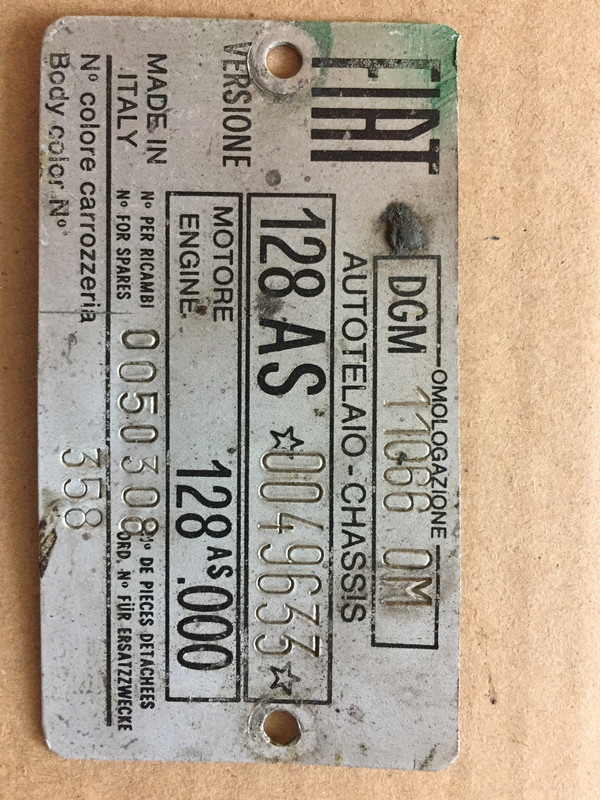 FIAT
OMOLOGAZIONE
DGM 11066 OM
AUTOTELAIO - CHASSIS
128 AS ☆0049633☆
VERSIONE
MOTORE
ENGINE
128 AS .000
MADE IN
ITALY
Nº PER RICAMBI
Nº FOR SPARES
0050308
Nº DE PIECES DETACHEES
ORD. Nº FÜR ERSATZZWECKE
Nº colore carrozzeria
Body color Nº
358